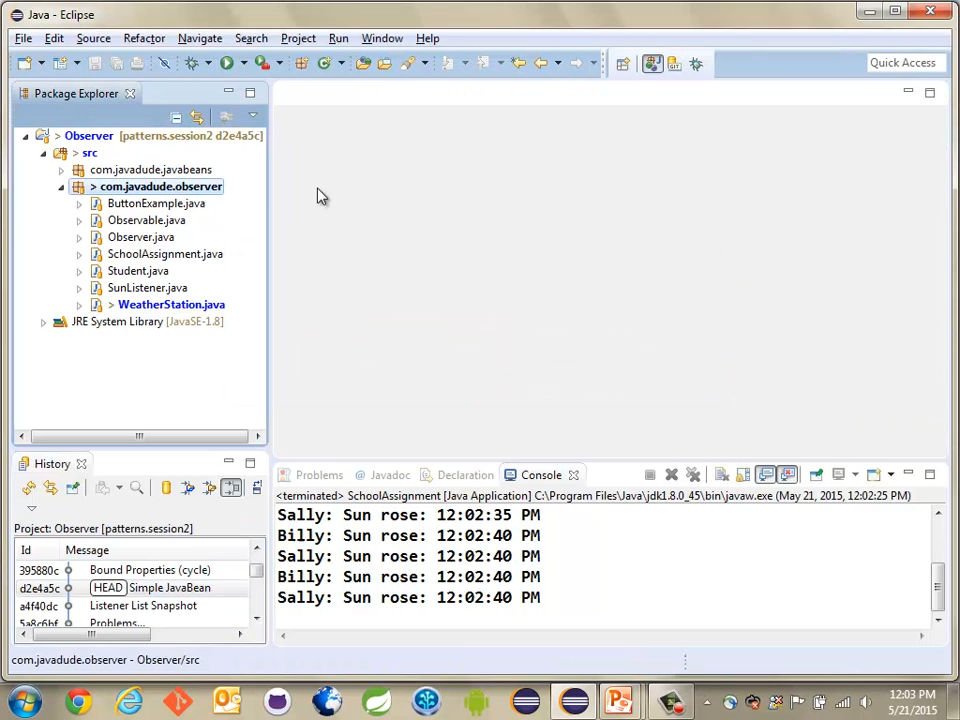 Java - Eclipse
File Edit Source Refactor Navigate Search Project Run Window Help
Quick Access
Package Explorer
> Observer [patterns.session2 d2e4a5c]
> src
com.javadude.javabeans
> com.javadude.observer
ButtonExample.java
Observable.java
Observer.java
SchoolAssignment.java
Student.java
SunListener.java
> WeatherStation.java
JRE System Library [JavaSE-1.8]
History
Project: Observer [patterns.session2]
Id Message
395880c Bound Properties (cycle)
d2e4a5c HEAD Simple JavaBean
a4f40dc Listener List Snapshot
5a8c6bf Problems...
Problems @ Javadoc Declaration Console
<terminated> SchoolAssignment [Java Application] C:\Program Files\Java\jdk1.8.0_45\bin\javaw.exe (May 21, 2015, 12:02:25 PM)
Sally: Sun rose: 12:02:35 PM
Billy: Sun rose: 12:02:40 PM
Sally: Sun rose: 12:02:40 PM
Billy: Sun rose: 12:02:40 PM
Sally: Sun rose: 12:02:40 PM
com.javadude.observer - Observer/src
12:03 PM
5/21/2015